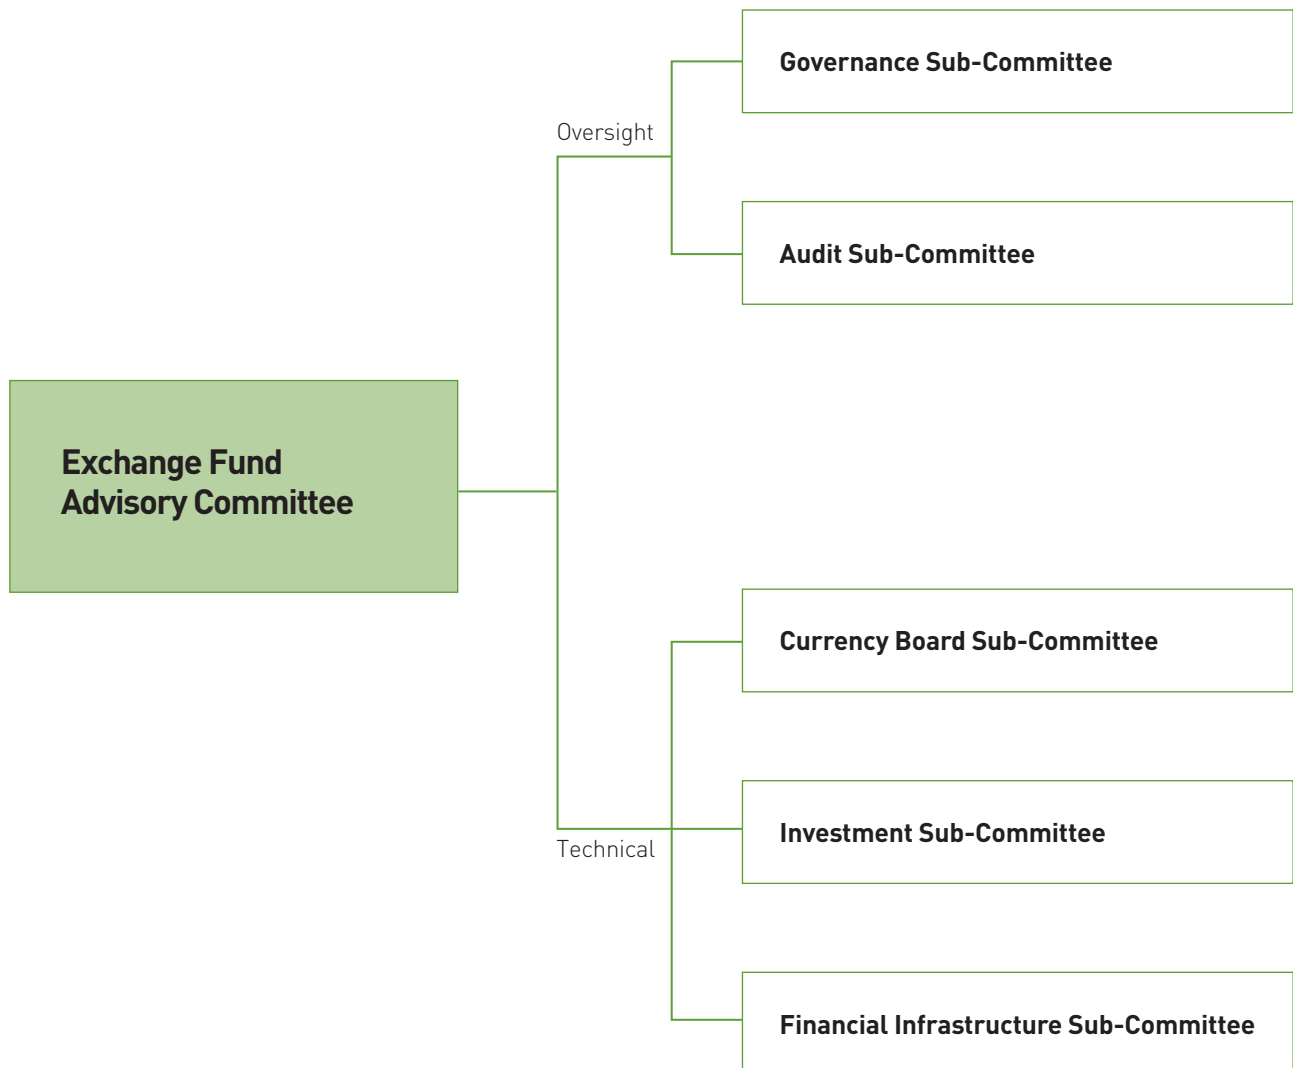 Governance Sub-Committee
Oversight
Audit Sub-Committee
Exchange Fund
Advisory Committee
Currency Board Sub-Committee
Investment Sub-Committee
Technical
Financial Infrastructure Sub-Committee